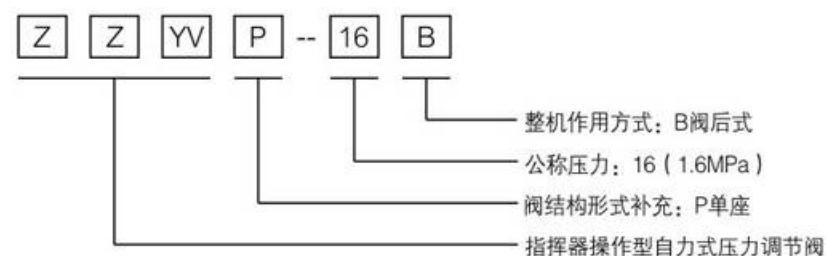 Z Z YV P -- 16 B
整机作用方式：B阀后式
公称压力：16（1.6MPa）
阀结构形式补充：P单座
指挥器操作型自力式压力调节阀